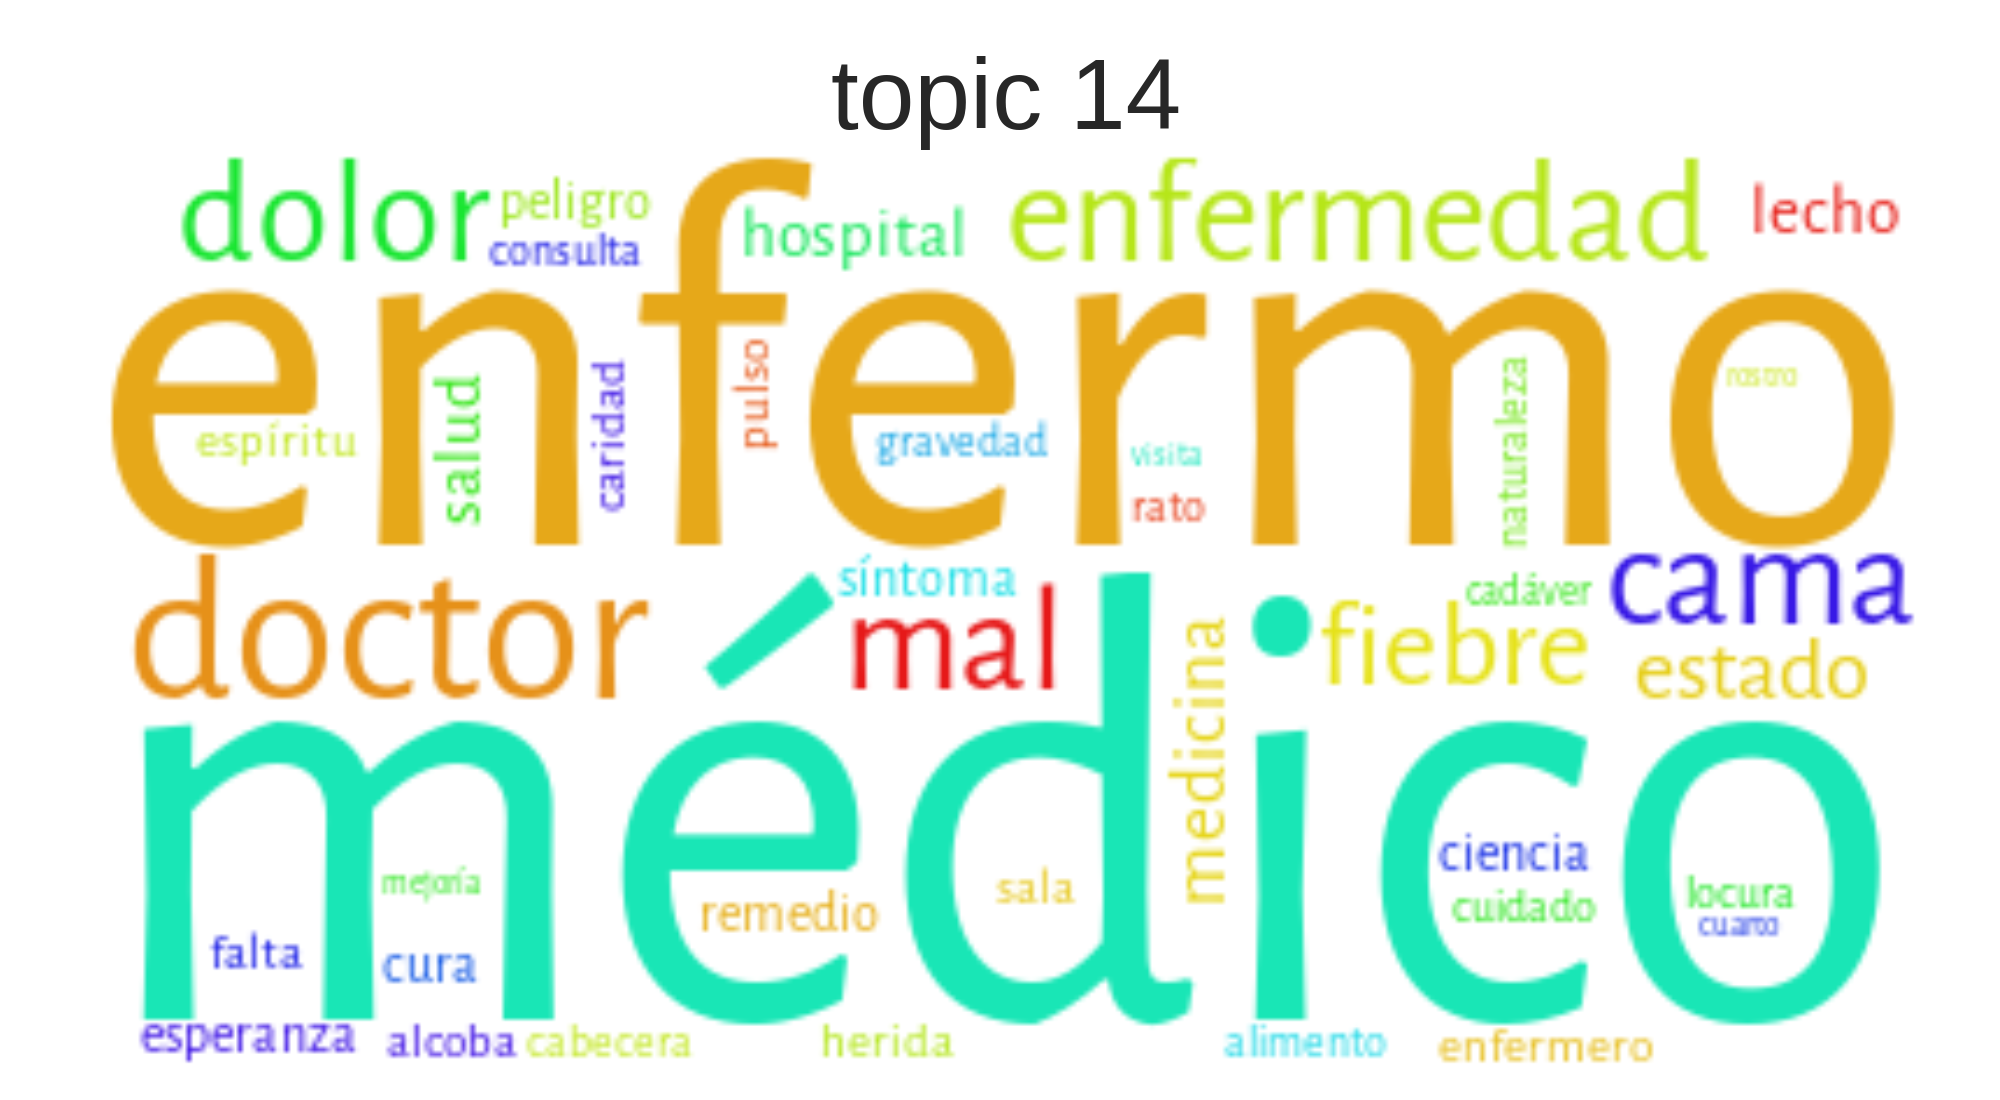 topic 14
dolor
peligro
consulta
hospital
enfermedad
lecho
enfermo
espíritu
salud
caridad
pulso
gravedad
visita
rato
naturaleza
rostro
doctor
síntoma
mal
medicina
cadáver
fiebre
cama
estado
médico
mejoría
falta
cura
remedio
sala
ciencia
cuidado
locura
cuarto
esperanza
alcoba
cabecera
herida
alimento
enfermero